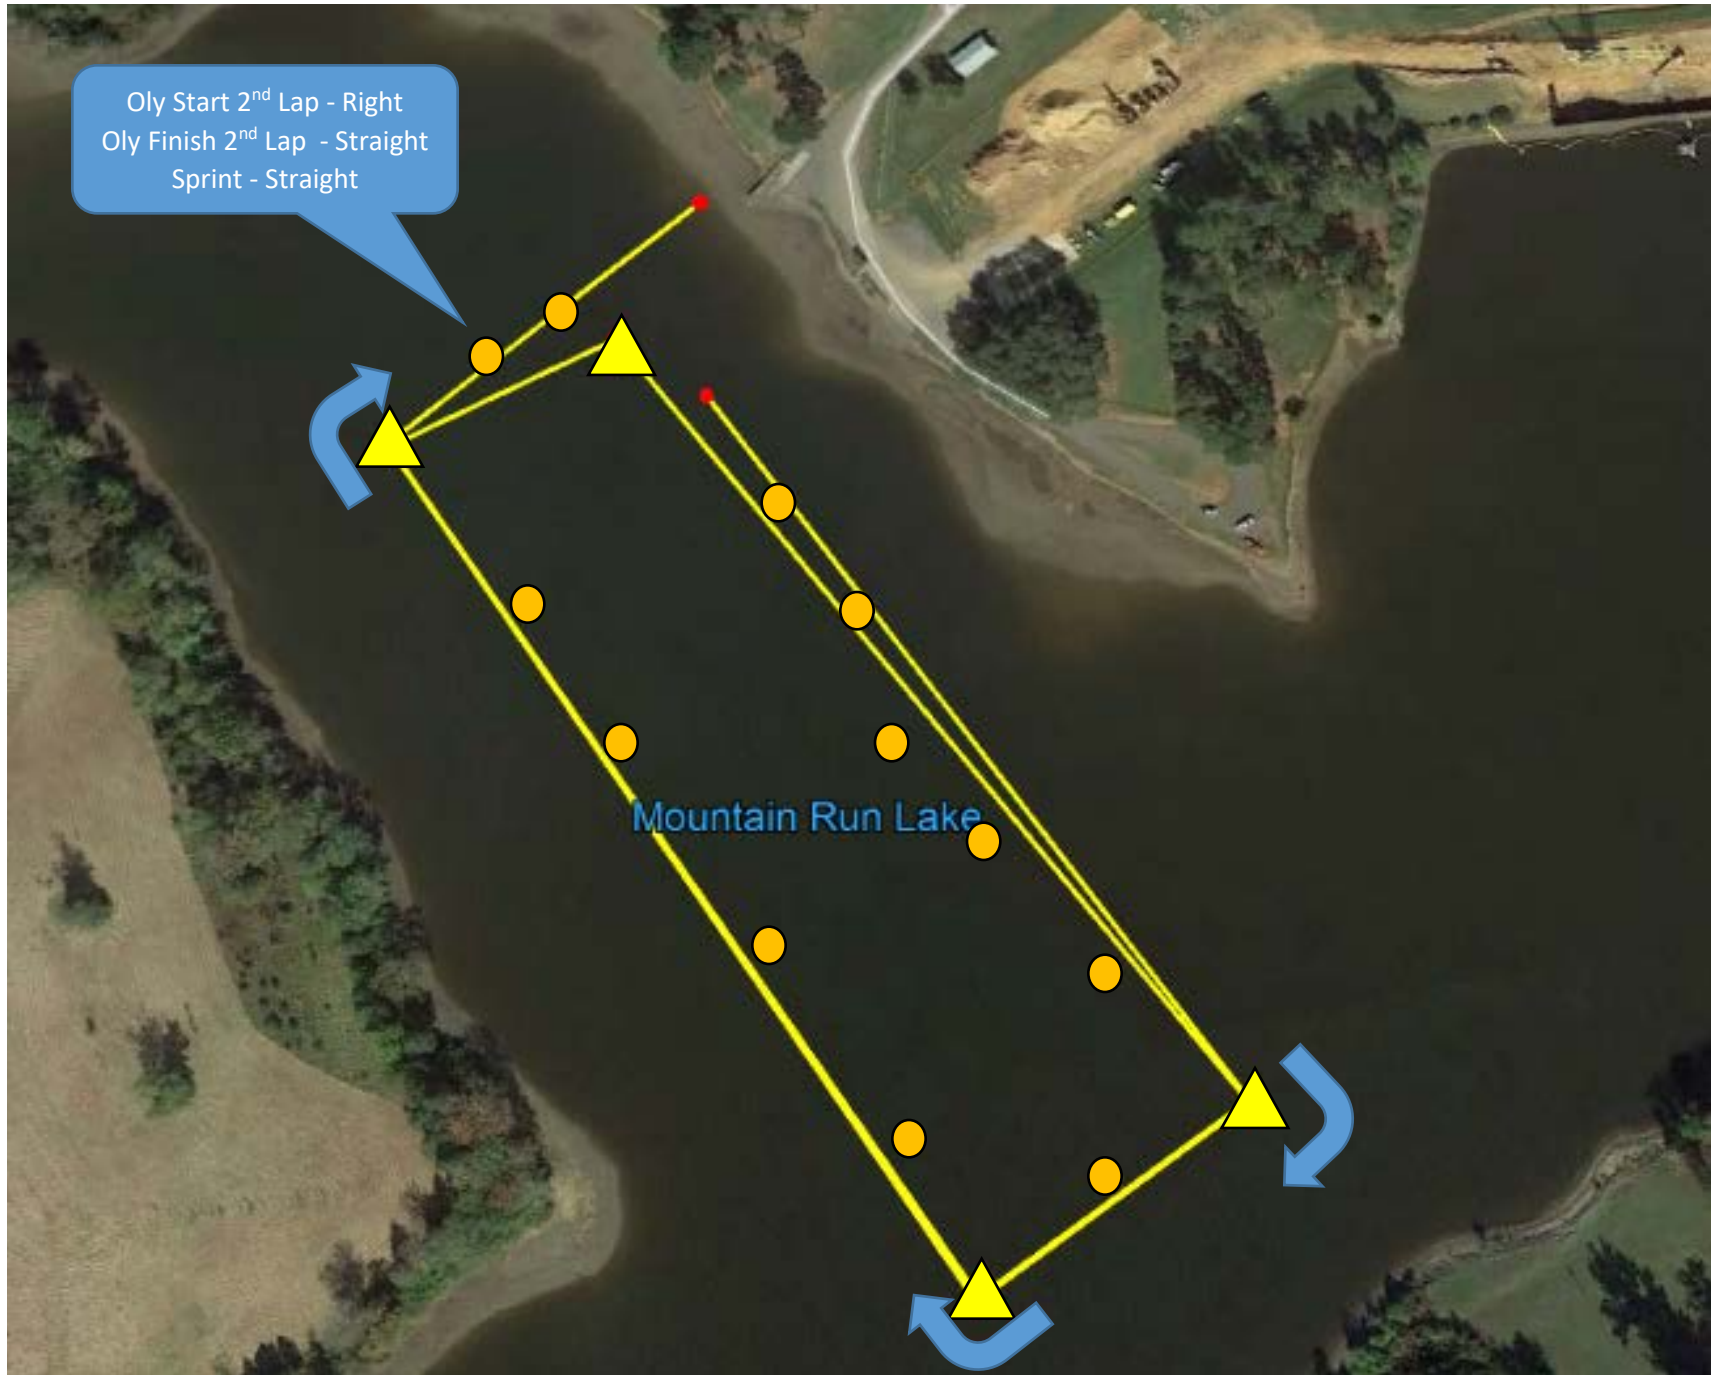 Oly Start 2nd Lap - Right
Oly Finish 2nd Lap - Straight
Sprint - Straight
Mountain Run Lake